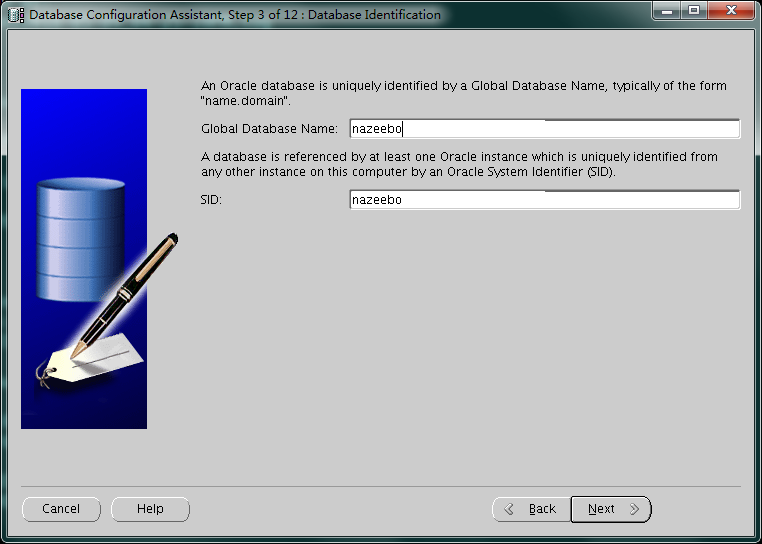 Database Configuration Assistant, Step 3 of 12 : Database Identification
An Oracle database is uniquely identified by a Global Database Name, typically of the form
"name.domain".
Global Database Name: nazeebo
A database is referenced by at least one Oracle instance which is uniquely identified from
any other instance on this computer by an Oracle System Identifier (SID).
SID: nazeebo
Cancel Help Back Next